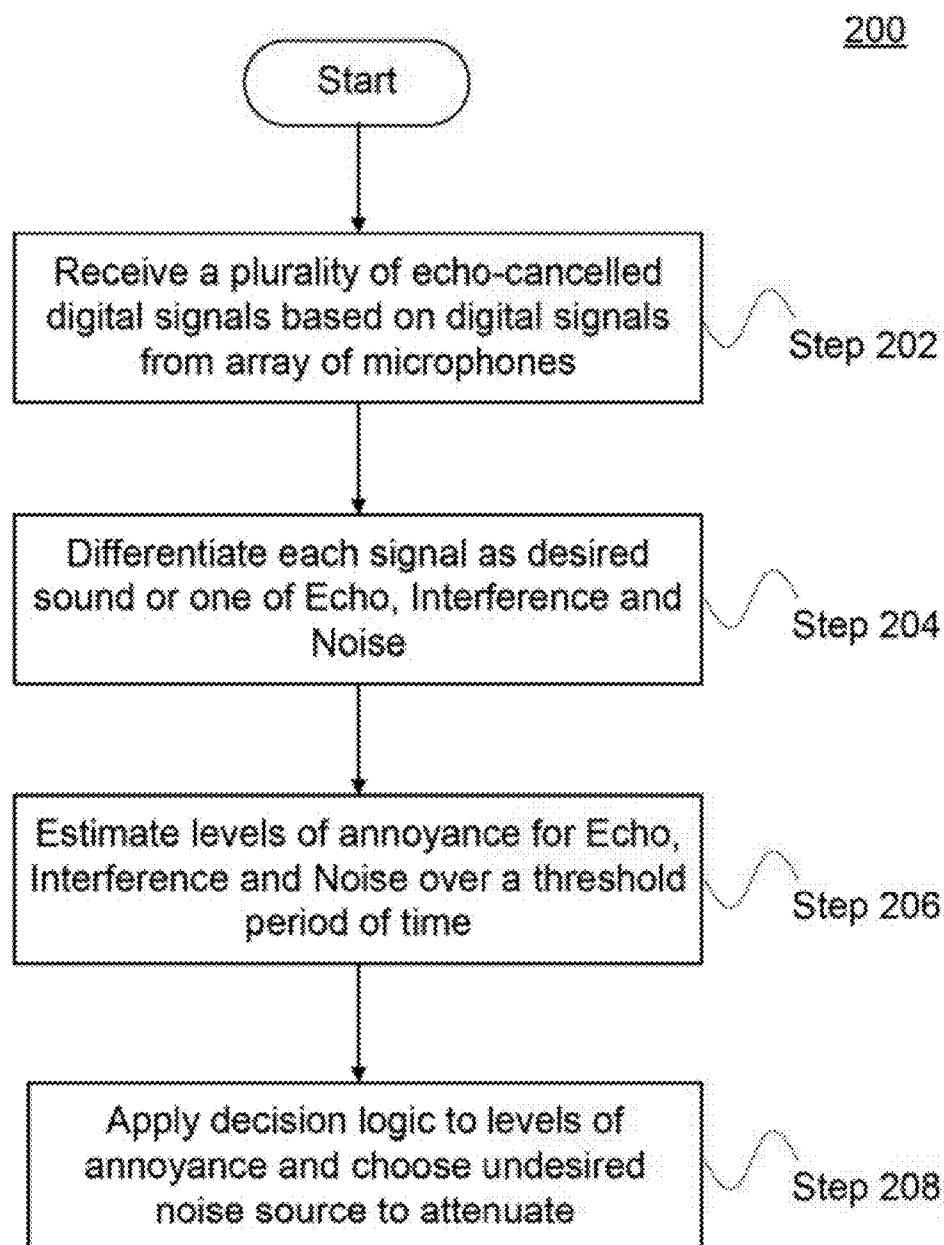 200
Start
Receive a plurality of echo-cancelled
digital signals based on digital signals
from array of microphones
Step 202
Differentiate each signal as desired
sound or one of Echo, Interference and
Noise
Step 204
Estimate levels of annoyance for Echo,
Interference and Noise over a threshold
period of time
Step 206
Apply decision logic to levels of
annoyance and choose undesired
noise source to attenuate
Step 208